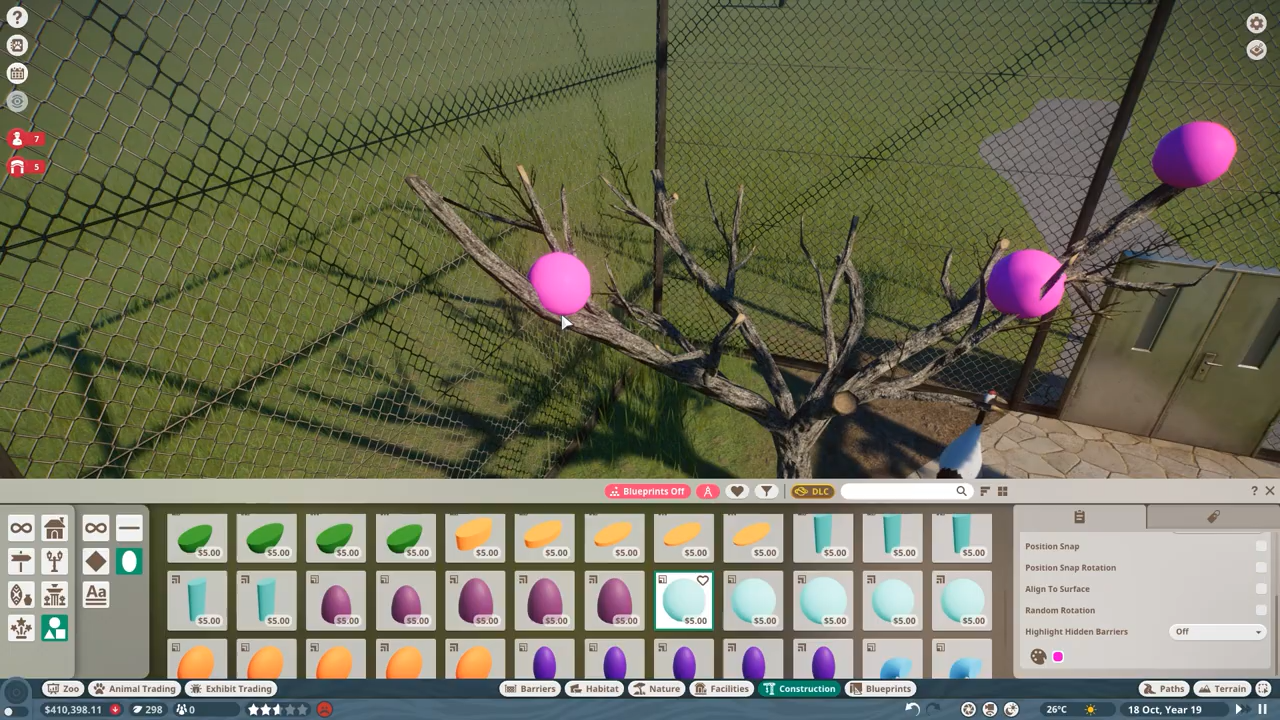 ?
7
5
Blueprints Off
DLC
? ×
$5.00 $5.00 $5.00 $5.00 $5.00 $5.00 $5.00 $5.00 $5.00 $5.00 $5.00 $5.00
$5.00 $5.00 $5.00 $5.00 $5.00 $5.00 $5.00 $5.00 $5.00 $5.00 $5.00 $5.00
Aa
Position Snap
Position Snap Rotation
Align To Surface
Random Rotation
Highlight Hidden Barriers Off
Zoo Animal Trading Exhibit Trading Barriers Habitat Nature Facilities Construction Blueprints Paths Terrain
$410,398.11 298 0 26°C 18 Oct, Year 19